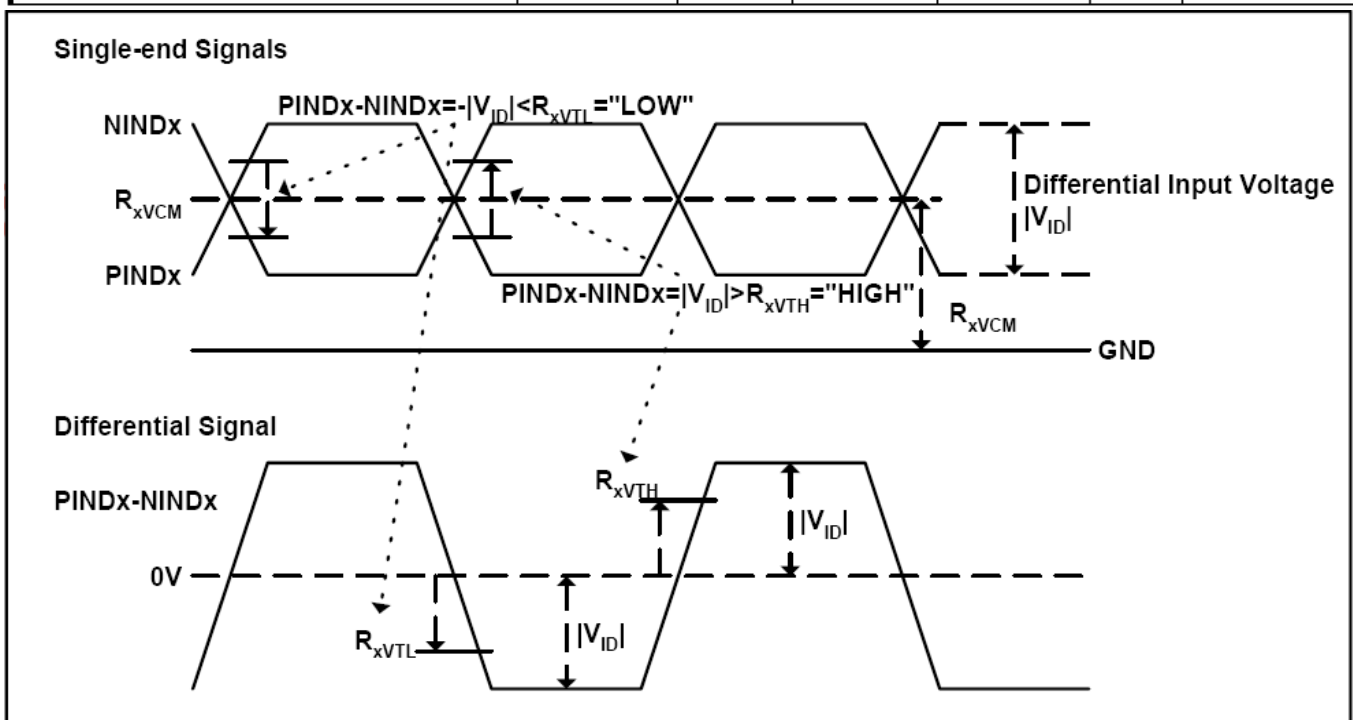 Single-end Signals
PINDx-NINDx=-|VID|<RxVTL="LOW"
NINDx
RxVCM
Differential Input Voltage
|VID|
PINDx
PINDx-NINDx=|VID|>RxVTH="HIGH"
RxVCM
GND
Differential Signal
RxVTH
PINDx-NINDx
|VID|
0V
RxVTL
|VID|